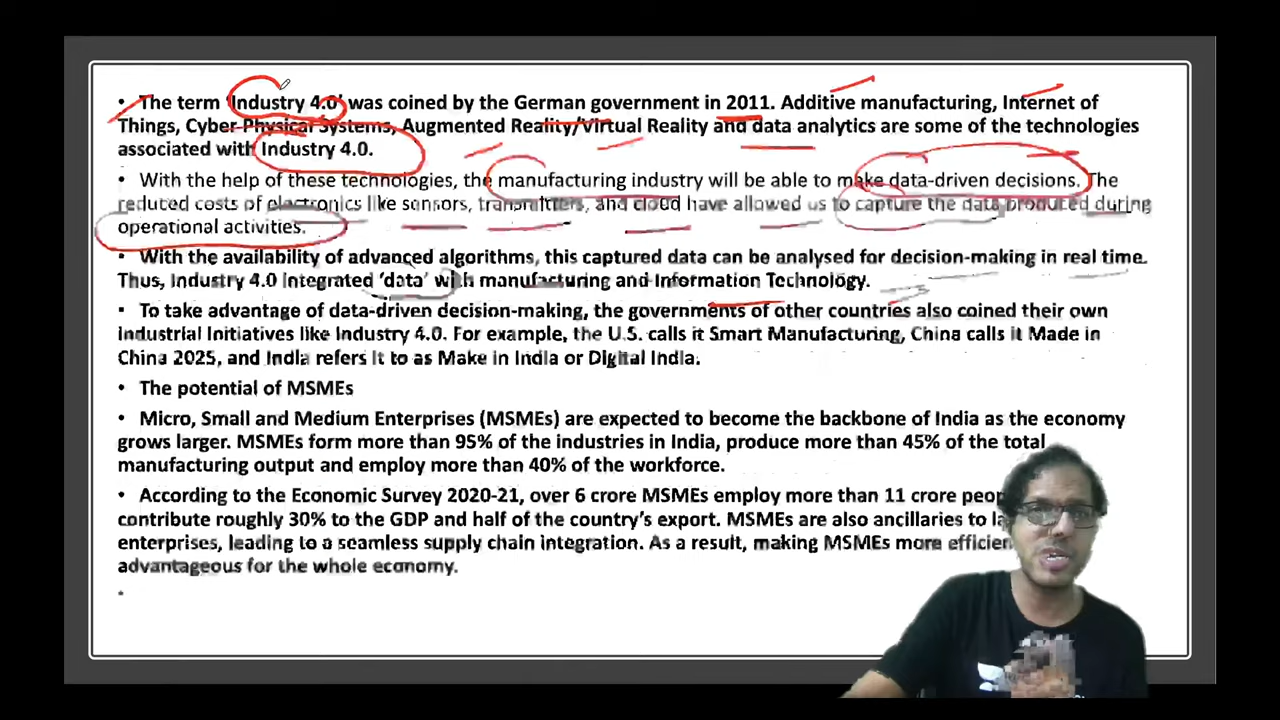 • The term 'Industry 4.0' was coined by the German government in 2011. Additive manufacturing, Internet of
Things, Cyber Physical Systems, Augmented Reality/Virtual Reality and data analytics are some of the technologies
associated with Industry 4.0.
• With the help of these technologies, the manufacturing industry will be able to make data-driven decisions. The
reduced costs of electronics like sensors, transmitters, and cloud have allowed us to capture the data produced during
operational activities.
• With the availability of advanced algorithms, this captured data can be analysed for decision-making in real time.
Thus, Industry 4.0 integrated 'data' with manufacturing and Information Technology.
• To take advantage of data-driven decision-making, the governments of other countries also coined their own
industrial initiatives like Industry 4.0. For example, the U.S. calls it Smart Manufacturing, China calls it Made in
China 2025, and India refers it to as Make in India or Digital India.
• The potential of MSMEs
• Micro, Small and Medium Enterprises (MSMEs) are expected to become the backbone of India as the economy
grows larger. MSMEs form more than 95% of the industries in India, produce more than 45% of the total
manufacturing output and employ more than 40% of the workforce.
• According to the Economic Survey 2020-21, over 6 crore MSMEs employ more than 11 crore
contribute roughly 30% to the GDP and half of the country's export. MSMEs are also ancillaries to
enterprises, leading to a seamless supply chain integration. As a result, making MSMEs more
advantageous for the whole economy.
•